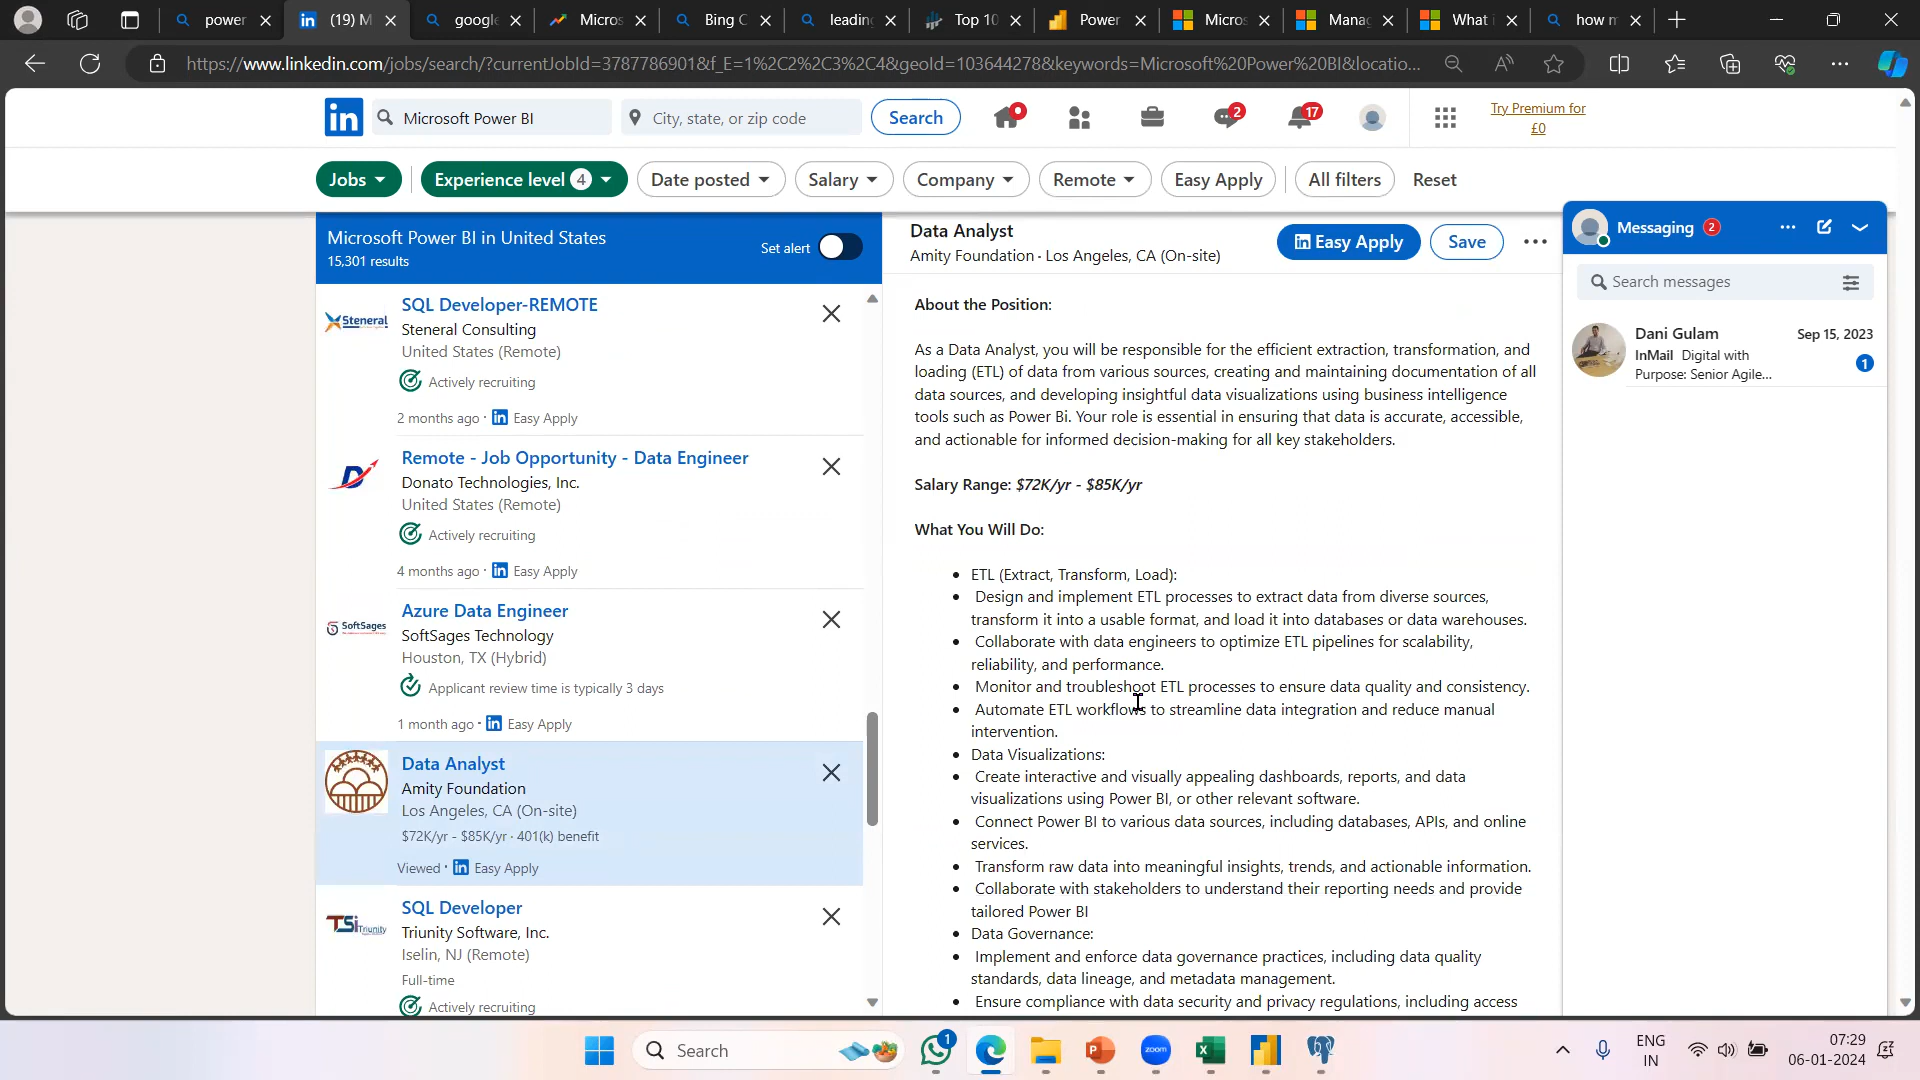 power
(19) M
google
Micros
Bing C
leading
Top 10
Power
Micros
Manag
What i
how m
https://www.linkedin.com/jobs/search/?currentJobId=3787786901&f_E=1%2C2%2C3%2C4&geoId=103644278&keywords=Microsoft%20Power%20BI&locatio...
in
Microsoft Power BI
City, state, or zip code
Search
2
17
Try Premium for
£0
Jobs
Experience level 4
Date posted
Salary
Company
Remote
Easy Apply
All filters
Reset
Microsoft Power BI in United States
15,301 results
Set alert
SQL Developer-REMOTE
Steneral
Steneral Consulting
United States (Remote)
Actively recruiting
2 months ago · in Easy Apply
Remote - Job Opportunity - Data Engineer
Donato Technologies, Inc.
United States (Remote)
Actively recruiting
4 months ago · in Easy Apply
Azure Data Engineer
SoftSages
SoftSages Technology
Houston, TX (Hybrid)
Applicant review time is typically 3 days
1 month ago · in Easy Apply
Data Analyst
Amity Foundation
Los Angeles, CA (On-site)
$72K/yr - $85K/yr · 401(k) benefit
Viewed · in Easy Apply
SQL Developer
TSi Triunity
Triunity Software, Inc.
Iselin, NJ (Remote)
Full-time
Actively recruiting
Data Analyst
Amity Foundation · Los Angeles, CA (On-site)
in Easy Apply
Save
About the Position:
As a Data Analyst, you will be responsible for the efficient extraction, transformation, and
loading (ETL) of data from various sources, creating and maintaining documentation of all
data sources, and developing insightful data visualizations using business intelligence
tools such as Power Bi. Your role is essential in ensuring that data is accurate, accessible,
and actionable for informed decision-making for all key stakeholders.
Salary Range: $72K/yr - $85K/yr
What You Will Do:
• ETL (Extract, Transform, Load):
• Design and implement ETL processes to extract data from diverse sources,
transform it into a usable format, and load it into databases or data warehouses.
• Collaborate with data engineers to optimize ETL pipelines for scalability,
reliability, and performance.
• Monitor and troubleshoot ETL processes to ensure data quality and consistency.
• Automate ETL workflows to streamline data integration and reduce manual
intervention.
• Data Visualizations:
• Create interactive and visually appealing dashboards, reports, and data
visualizations using Power BI, or other relevant software.
• Connect Power BI to various data sources, including databases, APIs, and online
services.
• Transform raw data into meaningful insights, trends, and actionable information.
• Collaborate with stakeholders to understand their reporting needs and provide
tailored Power BI
• Data Governance:
• Implement and enforce data governance practices, including data quality
standards, data lineage, and metadata management.
• Ensure compliance with data security and privacy regulations, including access
Messaging 2
Search messages
Dani Gulam
Sep 15, 2023
InMail Digital with
Purpose: Senior Agile...
1
Search
1
zoom
ENG
IN
07:29
06-01-2024